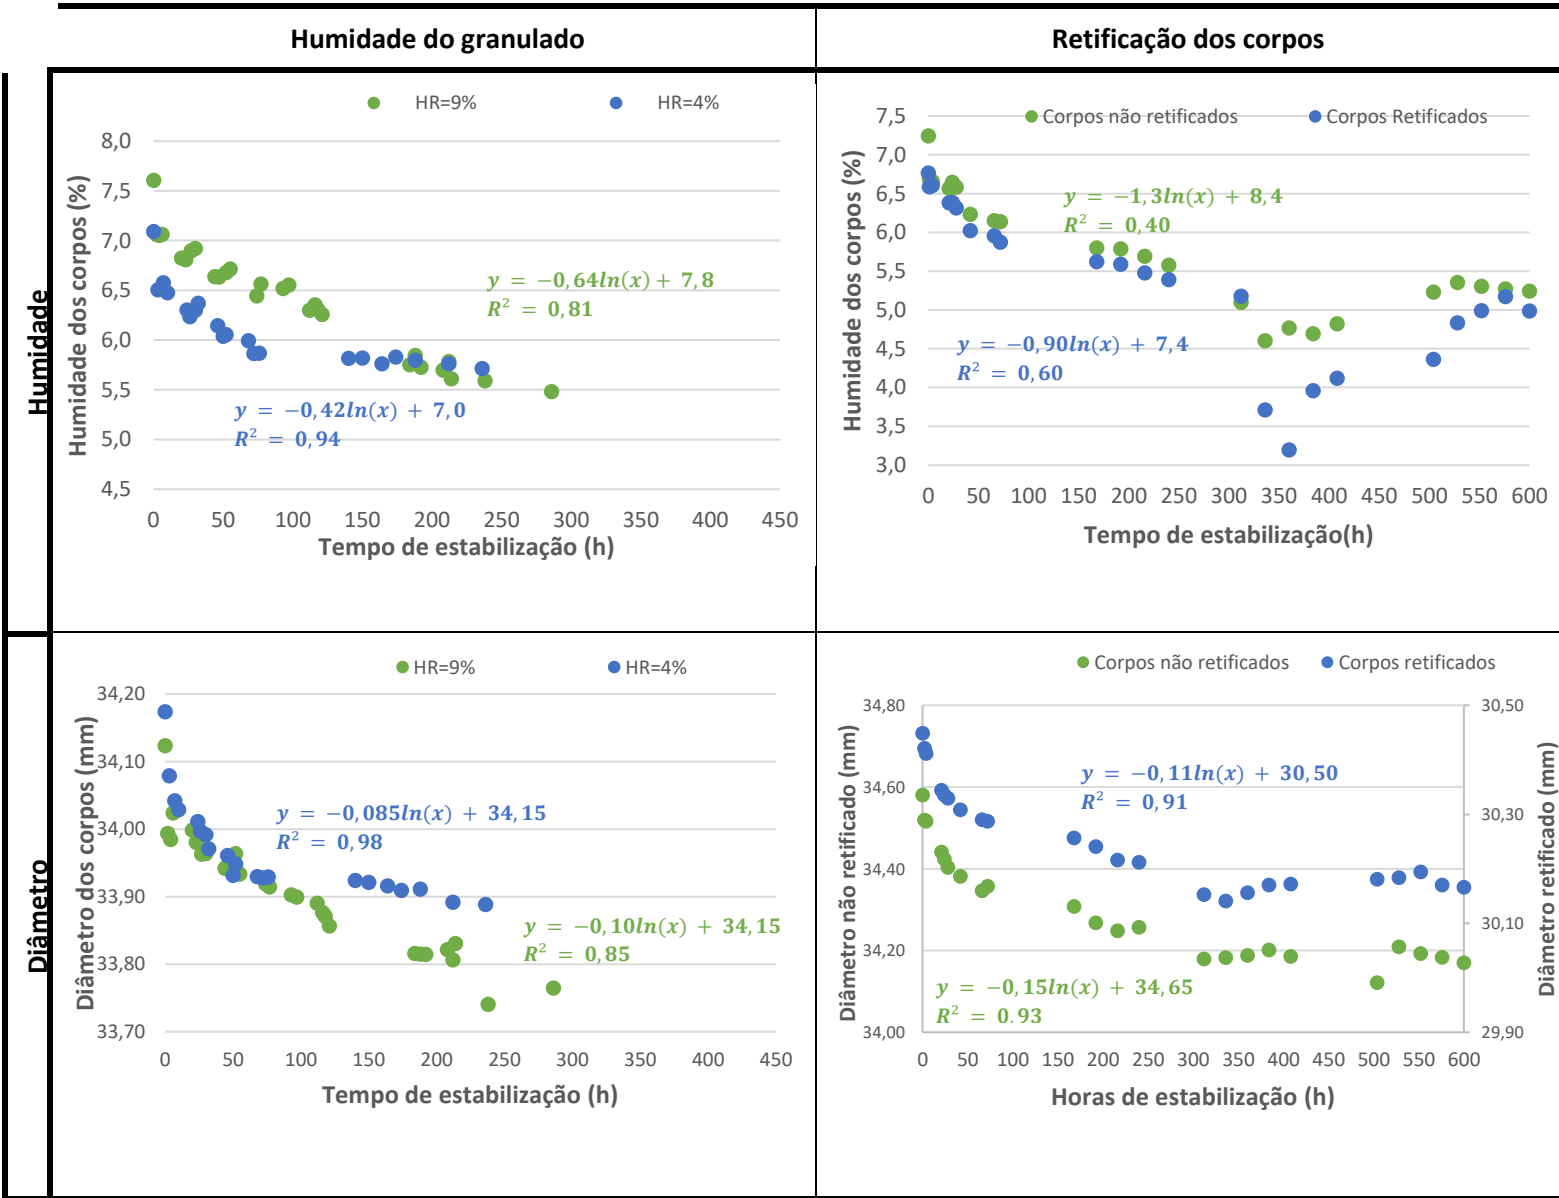 Humidade do granulado
Retificação dos corpos
Humidade
HR=9%
HR=4%
Humidade dos corpos (%)
8,0
7,5
7,0
6,5
6,0
5,5
5,0
4,5
y = −0,64ln(x) + 7,8
R² = 0,81
y = −0,42ln(x) + 7,0
R² = 0,94
0 50 100 150 200 250 300 350 400 450
Tempo de estabilização (h)
Corpos não retificados
Corpos Retificados
Humidade dos corpos (%)
7,5
7,0
6,5
6,0
5,5
5,0
4,5
4,0
3,5
3,0
y = −1,3ln(x) + 8,4
R² = 0,40
y = −0,90ln(x) + 7,4
R² = 0,60
0 50 100 150 200 250 300 350 400 450 500 550 600
Tempo de estabilização(h)
Diâmetro
HR=9%
HR=4%
Diâmetro dos corpos (mm)
34,20
34,10
34,00
33,90
33,80
33,70
y = −0,085ln(x) + 34,15
R² = 0,98
y = −0,10ln(x) + 34,15
R² = 0,85
0 50 100 150 200 250 300 350 400 450
Tempo de estabilização (h)
Corpos não retificados
Corpos retificados
Diâmetro não retificado (mm)
34,80
34,60
34,40
34,20
34,00
y = −0,11ln(x) + 30,50
R² = 0,91
y = −0,15ln(x) + 34,65
R² = 0.93
30,50
30,30
30,10
29,90
Diâmetro retificado (mm)
0 50 100 150 200 250 300 350 400 450 500 550 600
Horas de estabilização (h)